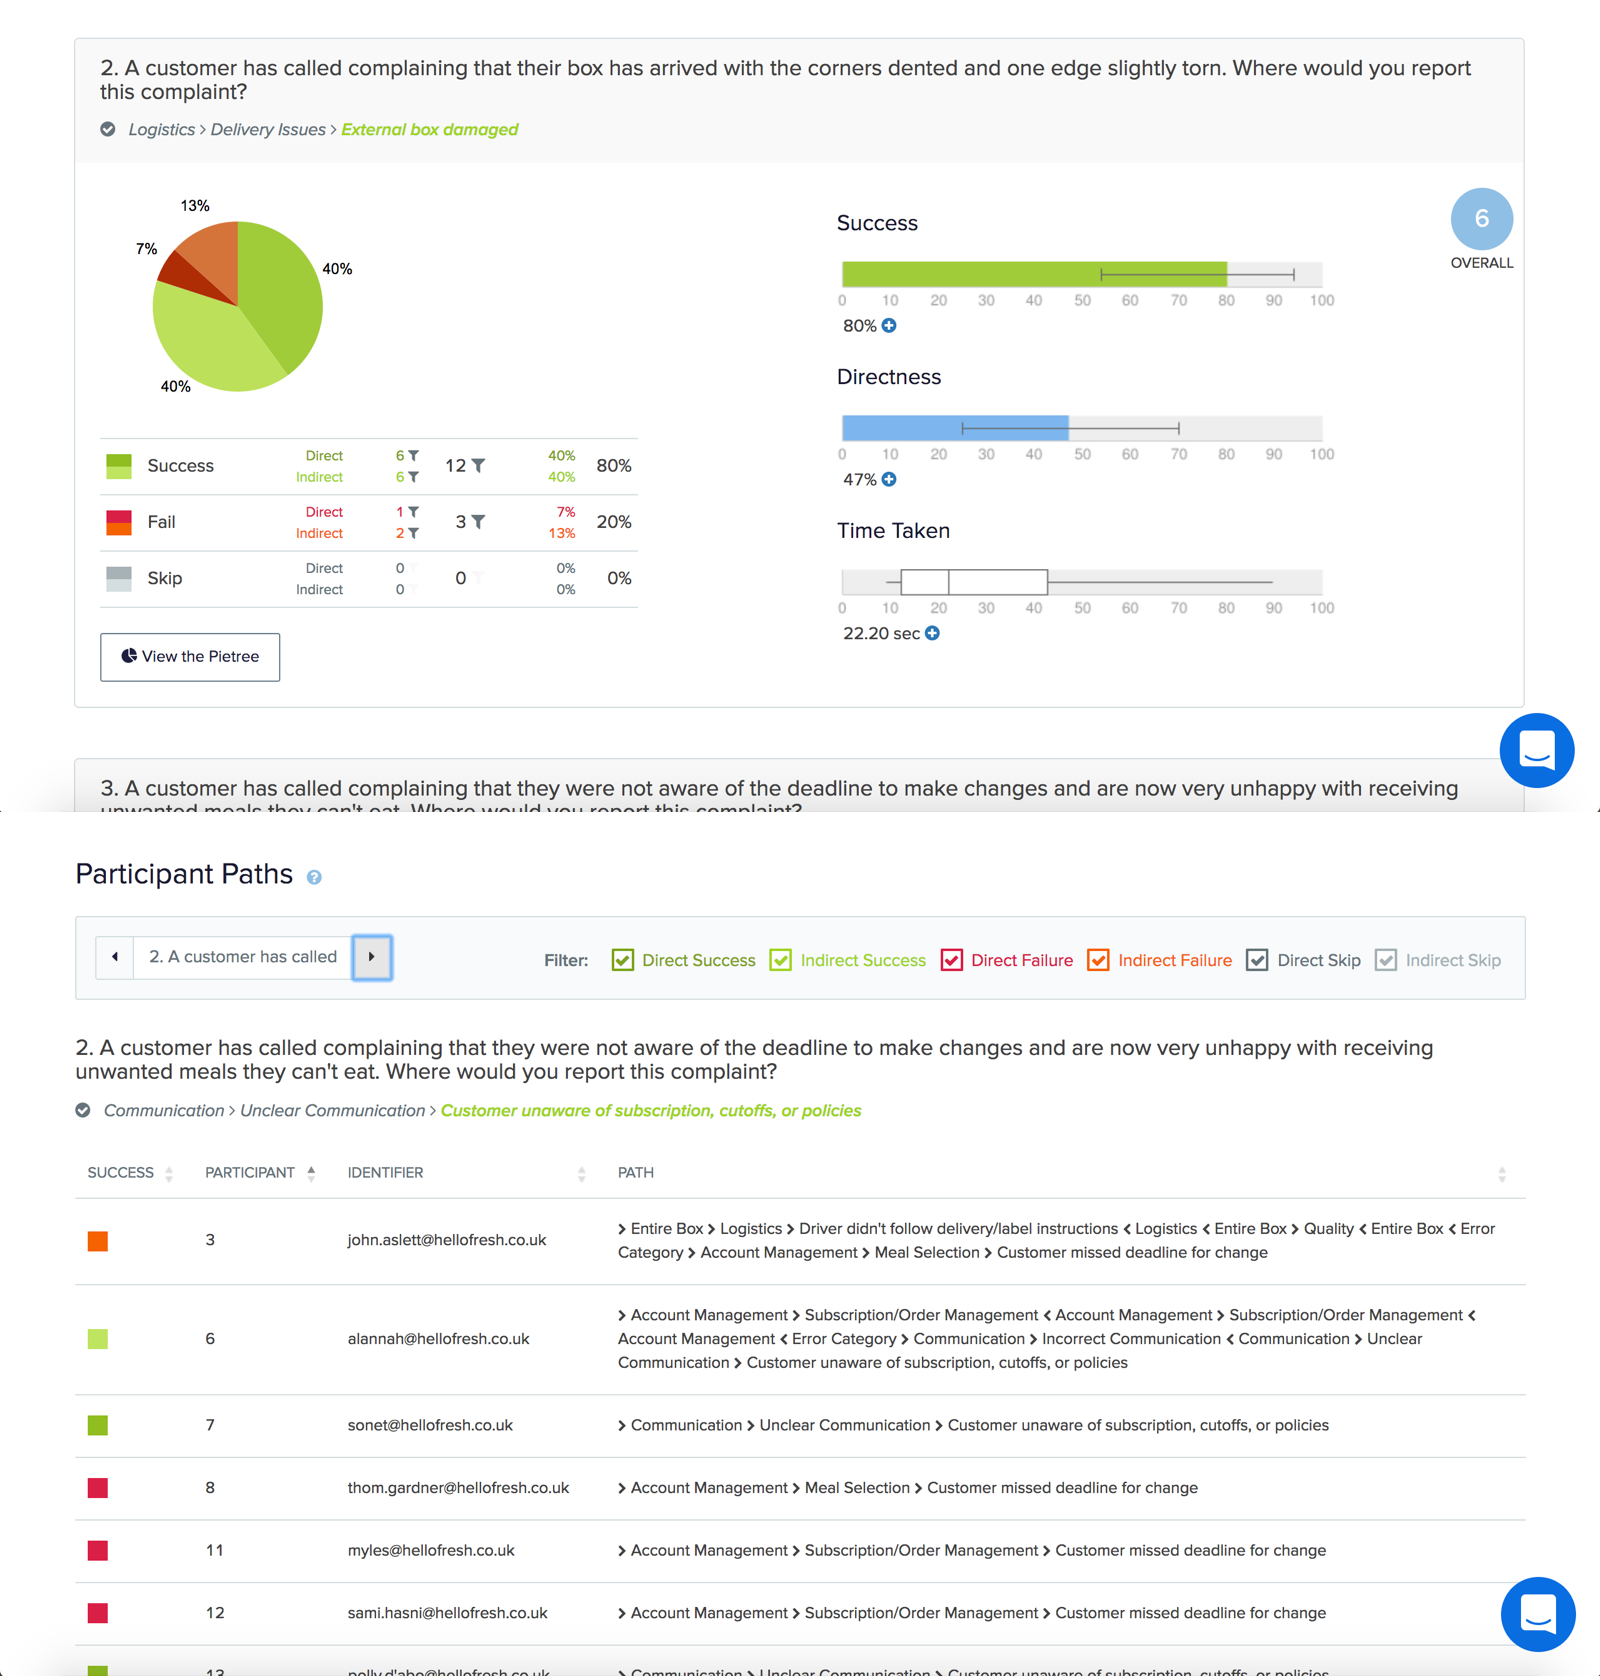 2. A customer has called complaining that their box has arrived with the corners dented and one edge slightly torn. Where would you report
this complaint?
Logistics > Delivery Issues > External box damaged
13%
7%
40%
40%
Success Direct 6 12 40% 80%
Indirect 6 40%
Fail Direct 1 3 7% 20%
Indirect 2 13%
Skip Direct 0 0 0% 0%
Indirect 0 0%
View the Pietree
Success
0 10 20 30 40 50 60 70 80 90 100
80%
Directness
0 10 20 30 40 50 60 70 80 90 100
47%
Time Taken
0 10 20 30 40 50 60 70 80 90 100
22.20 sec
6
OVERALL
3. A customer has called complaining that they were not aware of the deadline to make changes and are now very unhappy with receiving
unwanted meals they can't eat. Where would you report this complaint?
Participant Paths ?
2. A customer has called
Filter: Direct Success Indirect Success Direct Failure Indirect Failure Direct Skip Indirect Skip
2. A customer has called complaining that they were not aware of the deadline to make changes and are now very unhappy with receiving
unwanted meals they can't eat. Where would you report this complaint?
Communication > Unclear Communication > Customer unaware of subscription, cutoffs, or policies
SUCCESS PARTICIPANT IDENTIFIER PATH
3 john.aslett@hellofresh.co.uk > Entire Box > Logistics > Driver didn't follow delivery/label instructions < Logistics < Entire Box > Quality < Entire Box < Error
Category > Account Management > Meal Selection > Customer missed deadline for change
6 alannah@hellofresh.co.uk > Account Management > Subscription/Order Management < Account Management > Subscription/Order Management <
Account Management < Error Category > Communication > Incorrect Communication < Communication > Unclear
Communication > Customer unaware of subscription, cutoffs, or policies
7 sonet@hellofresh.co.uk > Communication > Unclear Communication > Customer unaware of subscription, cutoffs, or policies
8 thom.gardner@hellofresh.co.uk > Account Management > Meal Selection > Customer missed deadline for change
11 myles@hellofresh.co.uk > Account Management > Subscription/Order Management > Customer missed deadline for change
12 sami.hasni@hellofresh.co.uk > Account Management > Subscription/Order Management > Customer missed deadline for change
13 polly.d'abo@hellofresh.co.uk > Communication > Unclear Communication > Customer unaware of subscription, cutoffs, or policies